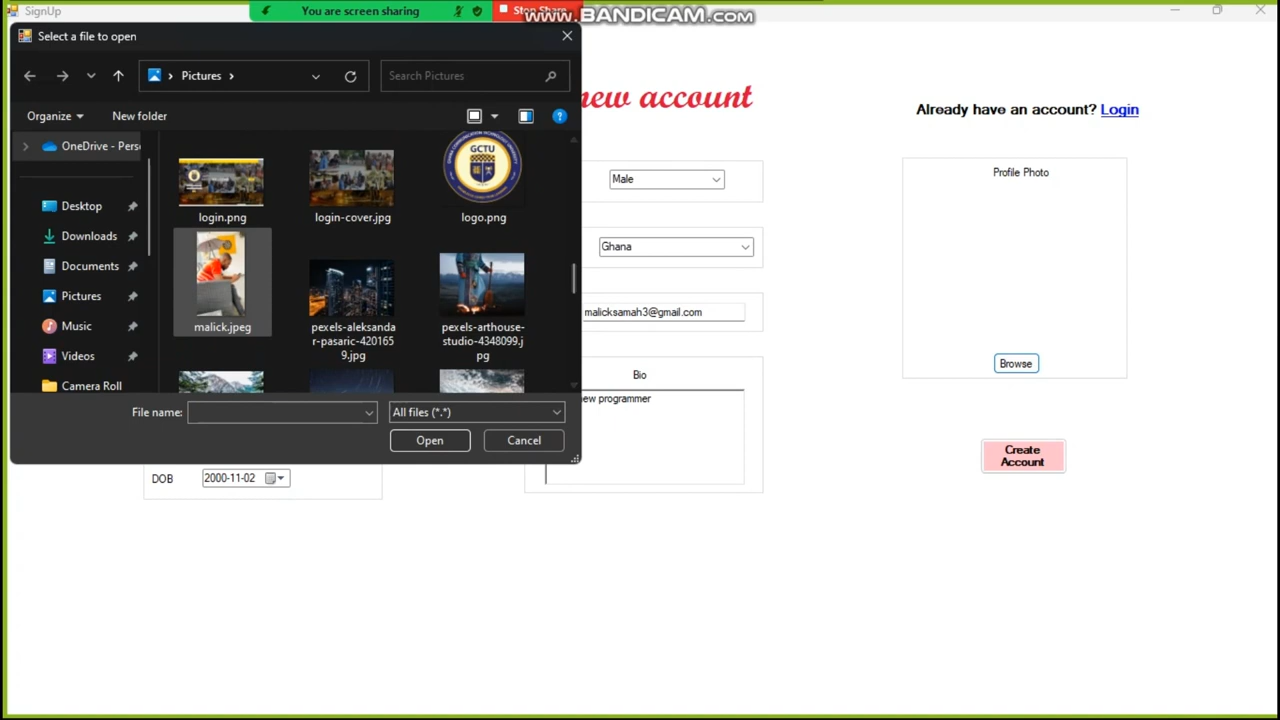 SignUp
You are screen sharing
Stop Share
www.BANDICAM.com
Select a file to open
Pictures
Search Pictures
Organize
New folder
OneDrive - Pers
Desktop
Downloads
Documents
Pictures
Music
Videos
Camera Roll
login.png
login-cover.jpg
GCTU
logo.png
malick.jpeg
pexels-aleksanda
r-pasaric-420165
9.jpg
pexels-arthouse-
studio-4348099.j
pg
File name:
All files (*.*)
Open
Cancel
DOB
2000-11-02
new account
Male
Ghana
malicksamah3@gmail.com
Bio
new programmer
Already have an account? Login
Profile Photo
Browse
Create
Account